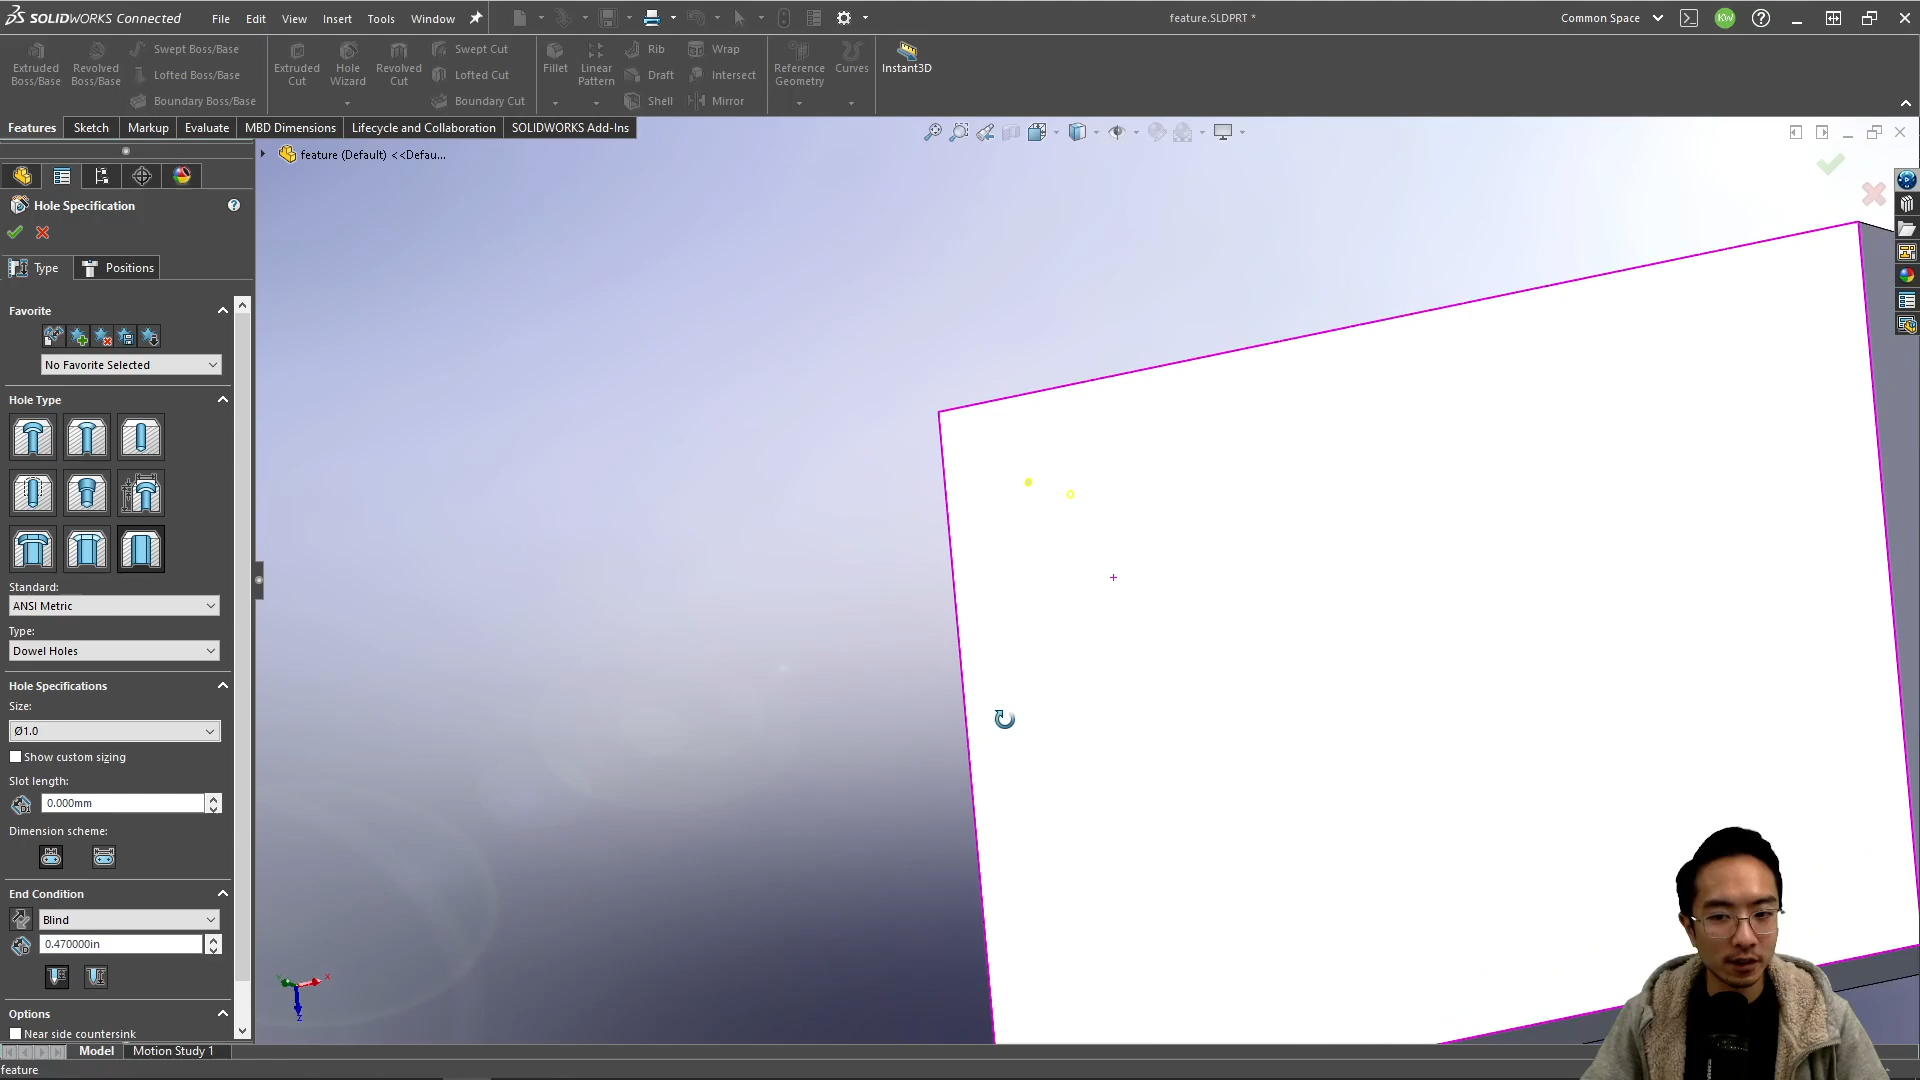 SOLIDWORKS Connected
File Edit View Insert Tools Window
feature.SLDPRT *
Common Space
KW
Extruded Boss/Base
Revolved Boss/Base
Swept Boss/Base
Lofted Boss/Base
Boundary Boss/Base
Extruded Cut
Hole Wizard
Revolved Cut
Swept Cut
Lofted Cut
Boundary Cut
Fillet
Linear Pattern
Rib
Draft
Shell
Wrap
Intersect
Mirror
Reference Geometry
Curves
Instant3D
Features Sketch Markup Evaluate MBD Dimensions Lifecycle and Collaboration SOLIDWORKS Add-Ins
feature (Default) <<Defau...
Hole Specification
Type Positions
Favorite
No Favorite Selected
Hole Type
Standard:
ANSI Metric
Type:
Dowel Holes
Hole Specifications
Size:
Ø1.0
Show custom sizing
Slot length:
0.000mm
Dimension scheme:
End Condition
Blind
0.470000in
Options
Near side countersink
X
Z
Model Motion Study 1
feature